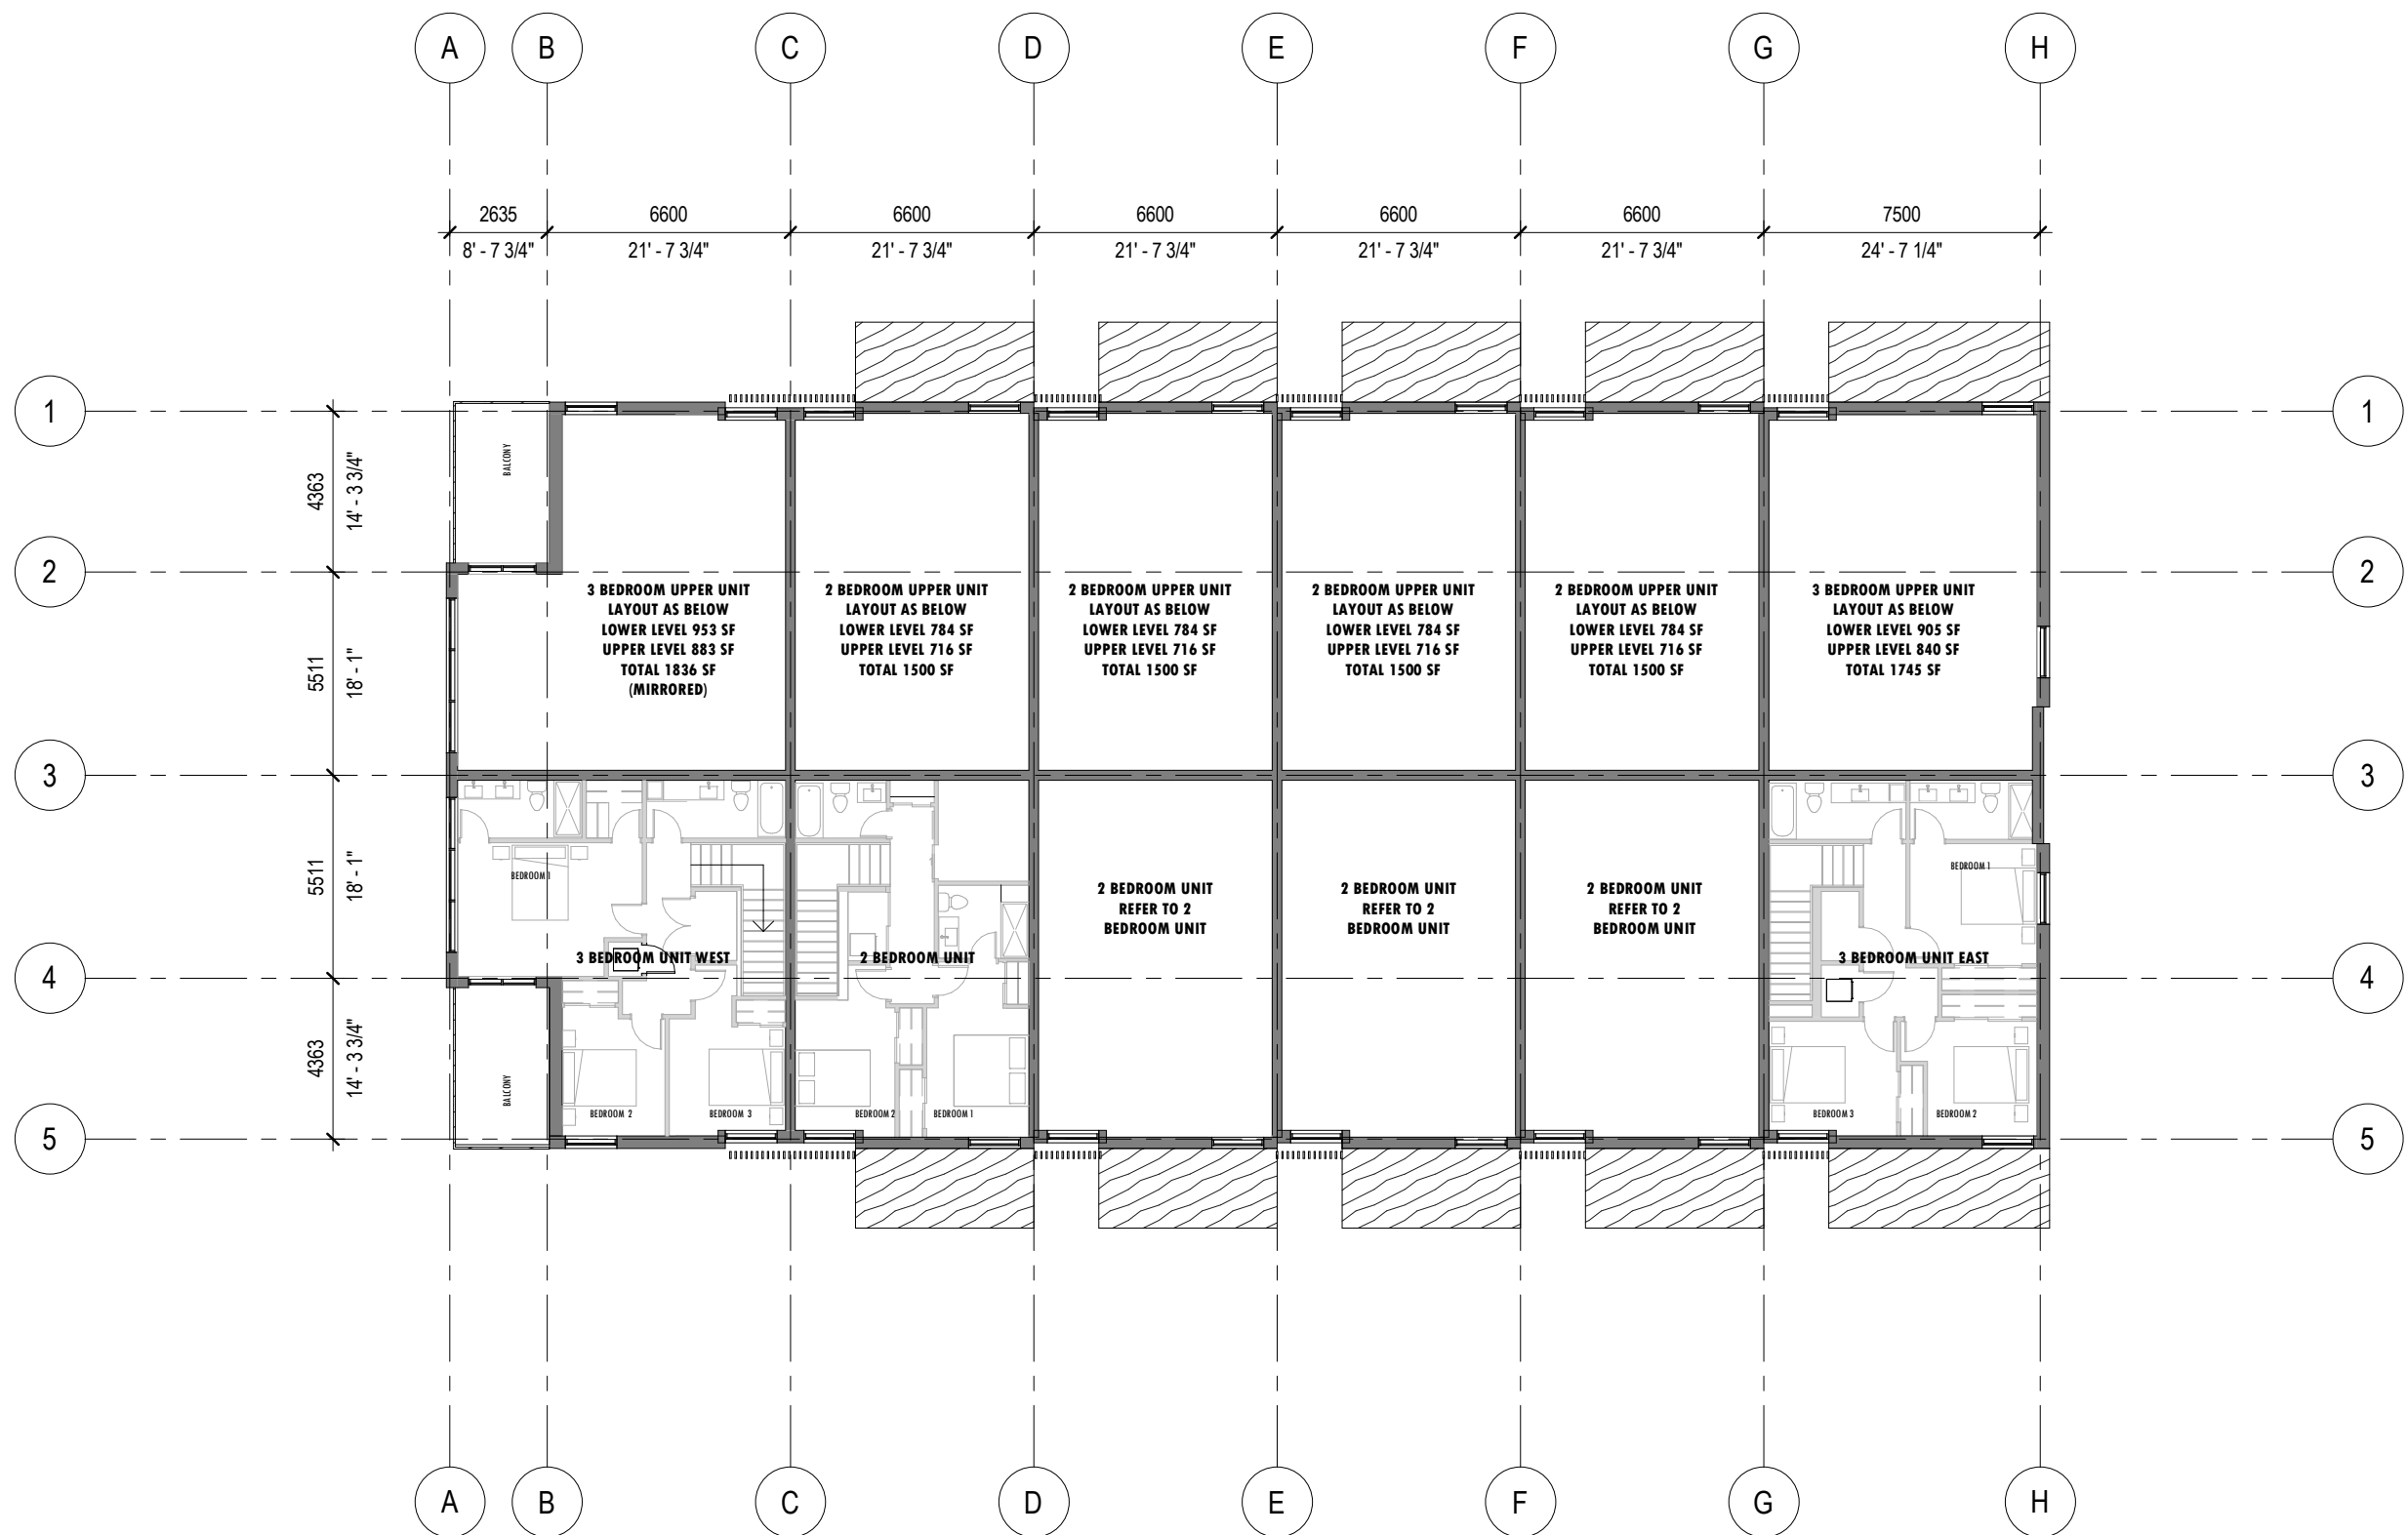 A B C D E F G H
2635 6600 6600 6600 6600 6600 7500
8' - 7 3/4" 21' - 7 3/4" 21' - 7 3/4" 21' - 7 3/4" 21' - 7 3/4" 21' - 7 3/4" 24' - 7 1/4"
1 1
4363
14' - 3 3/4"
BALCONY
2 2
3 BEDROOM UPPER UNIT
LAYOUT AS BELOW
LOWER LEVEL 953 SF
UPPER LEVEL 883 SF
TOTAL 1836 SF
(MIRRORED)
2 BEDROOM UPPER UNIT
LAYOUT AS BELOW
LOWER LEVEL 784 SF
UPPER LEVEL 716 SF
TOTAL 1500 SF
2 BEDROOM UPPER UNIT
LAYOUT AS BELOW
LOWER LEVEL 784 SF
UPPER LEVEL 716 SF
TOTAL 1500 SF
2 BEDROOM UPPER UNIT
LAYOUT AS BELOW
LOWER LEVEL 784 SF
UPPER LEVEL 716 SF
TOTAL 1500 SF
2 BEDROOM UPPER UNIT
LAYOUT AS BELOW
LOWER LEVEL 784 SF
UPPER LEVEL 716 SF
TOTAL 1500 SF
3 BEDROOM UPPER UNIT
LAYOUT AS BELOW
LOWER LEVEL 905 SF
UPPER LEVEL 840 SF
TOTAL 1745 SF
5511
18' - 1"
3 3
5511
18' - 1"
BEDROOM 1
BEDROOM 1
2 BEDROOM UNIT
REFER TO 2
BEDROOM UNIT
2 BEDROOM UNIT
REFER TO 2
BEDROOM UNIT
2 BEDROOM UNIT
REFER TO 2
BEDROOM UNIT
3 BEDROOM UNIT WEST
2 BEDROOM UNIT
3 BEDROOM UNIT EAST
4 4
4363
14' - 3 3/4"
BALCONY
BEDROOM 2
BEDROOM 3
BEDROOM 2
BEDROOM 1
BEDROOM 3
BEDROOM 2
5 5
A B C D E F G H